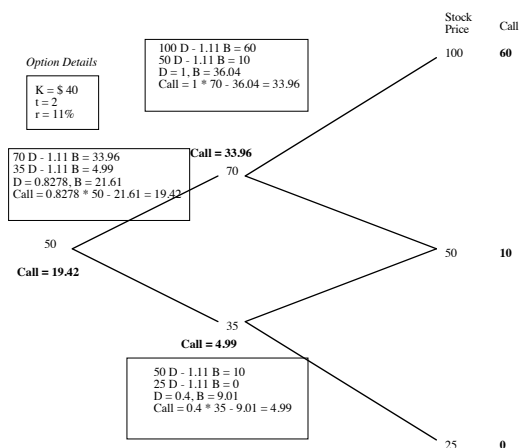 Stock
Price
Call
100 D - 1.11 B = 60
50 D - 1.11 B = 10
D = 1, B = 36.04
Call = 1 * 70 - 36.04 = 33.96
100
60
Option Details
K = $ 40
t = 2
r = 11%
70 D - 1.11 B = 33.96
35 D - 1.11 B = 4.99
D = 0.8278, B = 21.61
Call = 0.8278 * 50 - 21.61 = 19.42
Call = 33.96
70
50
Call = 19.42
50
10
35
Call = 4.99
50 D - 1.11 B = 10
25 D - 1.11 B = 0
D = 0.4, B = 9.01
Call = 0.4 * 35 - 9.01 = 4.99
25
0